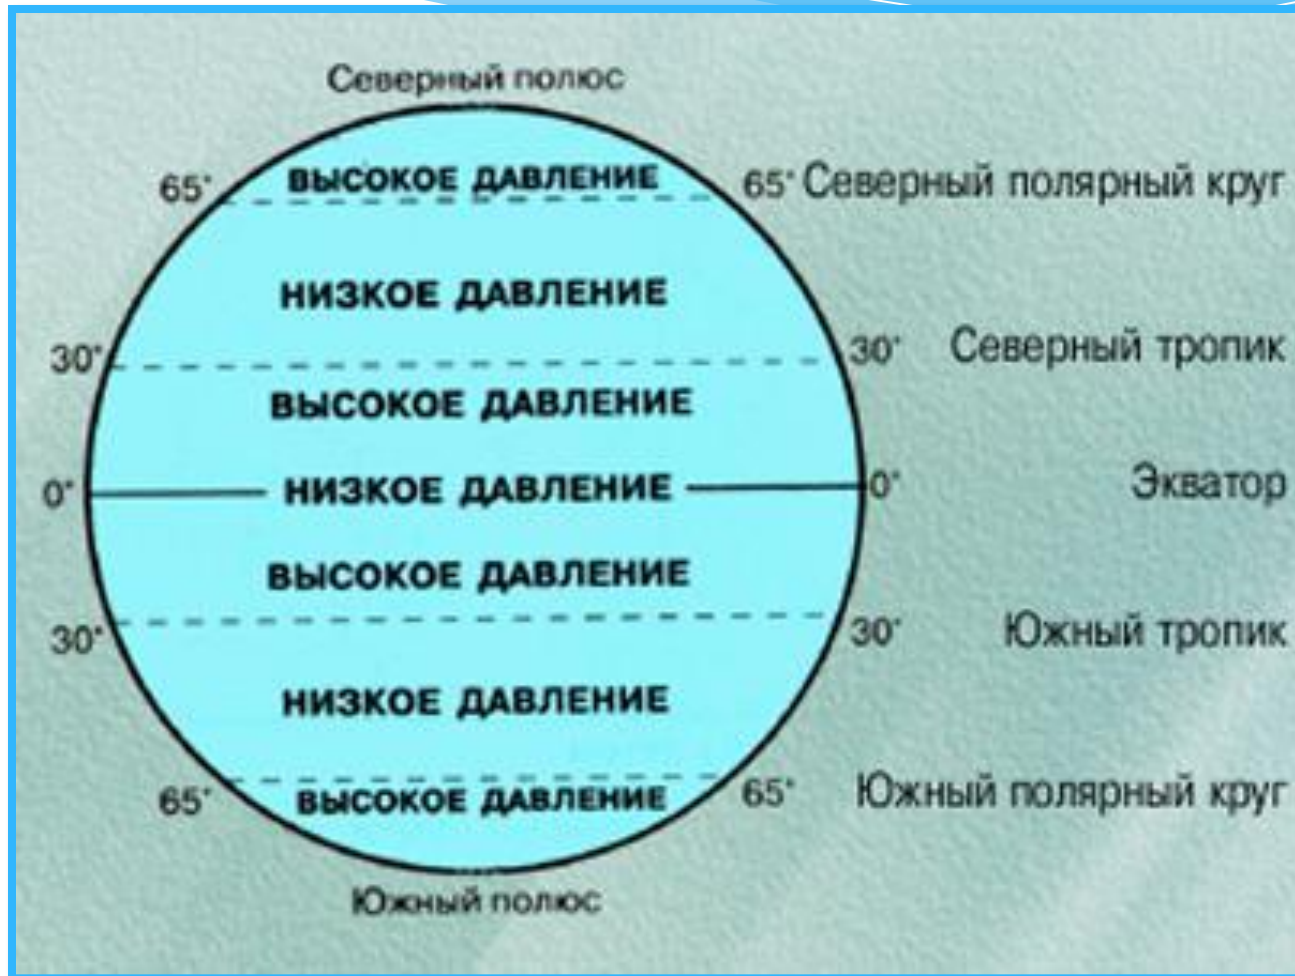 Северный полюс
65° ВЫСОКОЕ ДАВЛЕНИЕ 65° Северный полярный круг
НИЗКОЕ ДАВЛЕНИЕ
30° 30° Северный тропик
ВЫСОКОЕ ДАВЛЕНИЕ
0° НИЗКОЕ ДАВЛЕНИЕ 0° Экватор
ВЫСОКОЕ ДАВЛЕНИЕ
30° 30° Южный тропик
НИЗКОЕ ДАВЛЕНИЕ
65° ВЫСОКОЕ ДАВЛЕНИЕ 65° Южный полярный круг
Южный полюс